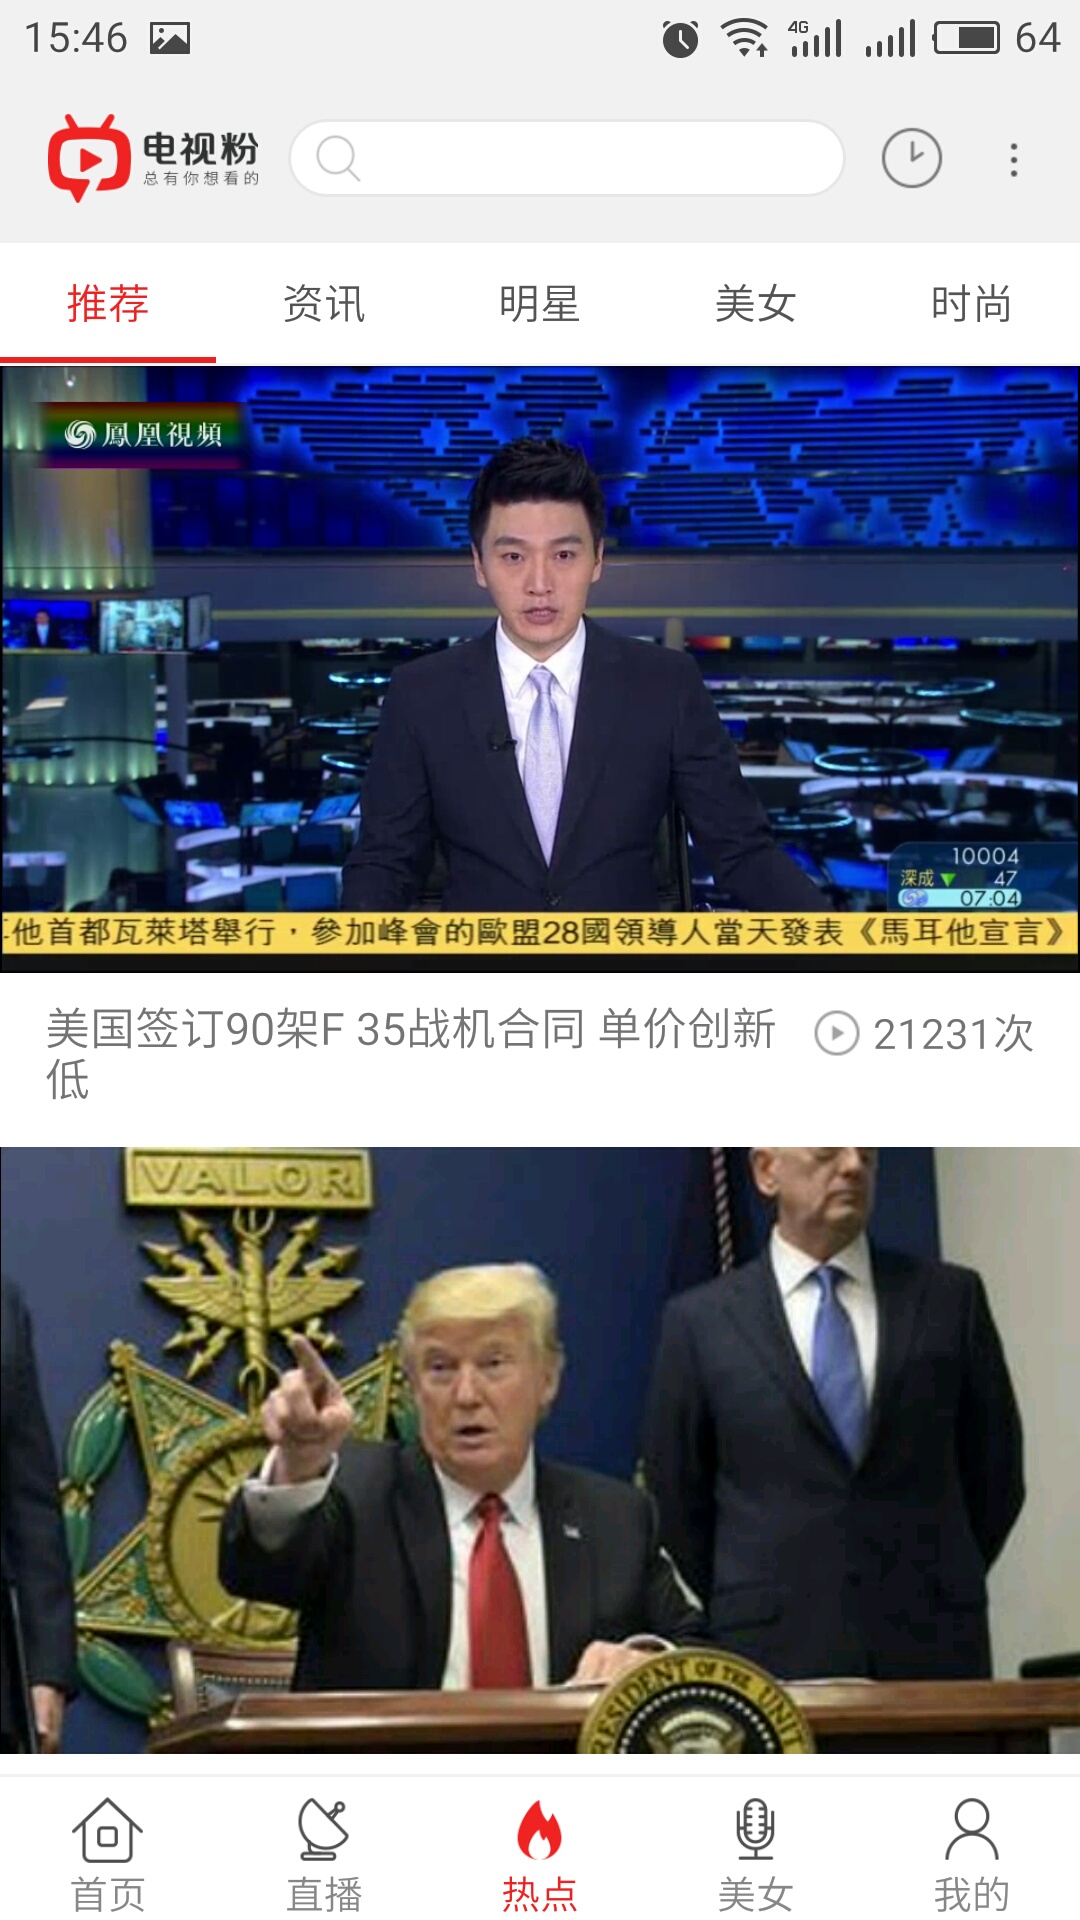 15:46
4G
64
电视粉
总有你想看的
推荐
资讯
明星
美女
时尚
鳳凰視頻
10004
深成 47
07:04
他首都瓦萊塔舉行，參加峰會的歐盟28國領導人當天發表《馬耳他宣言》
美国签订90架F 35战机合同 单价创新低
21231次
VALOR
PRESIDENT OF THE UNIT
首页
直播
热点
美女
我的